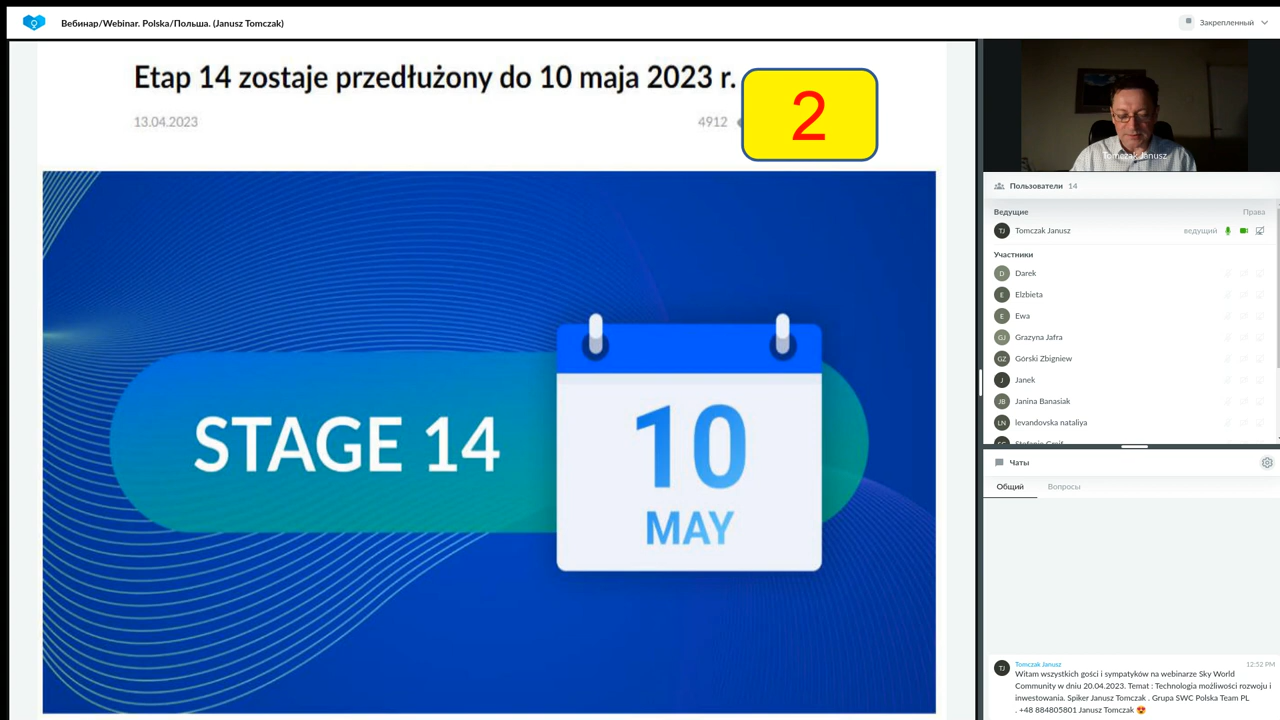 Вебинар/Webinar. Polska/Польша. (Janusz Tomczak)
Закрепленный
Etap 14 zostaje przedłużony do 10 maja 2023 r.
13.04.2023
4912
2
STAGE 14
10
MAY
Tomczak Janusz
Пользователи 14
Ведущие Права
TJ Tomczak Janusz ведущий
Участники
D Darek
E Elzbieta
E Ewa
GJ Grazyna Jafra
GZ Górski Zbigniew
J Janek
JB Janina Banasiak
LN levandovska nataliya
Чаты
Общий Вопросы
TJ Tomczak Janusz 12:52 PM
Witam wszystkich gości i sympatyków na webinarze Sky World
Community w dniu 20.04.2023. Temat : Technologia możliwości rozwoju i
inwestowania. Spiker Janusz Tomczak . Grupa SWC Polska Team PL
. +48 884805801 Janusz Tomczak 😍